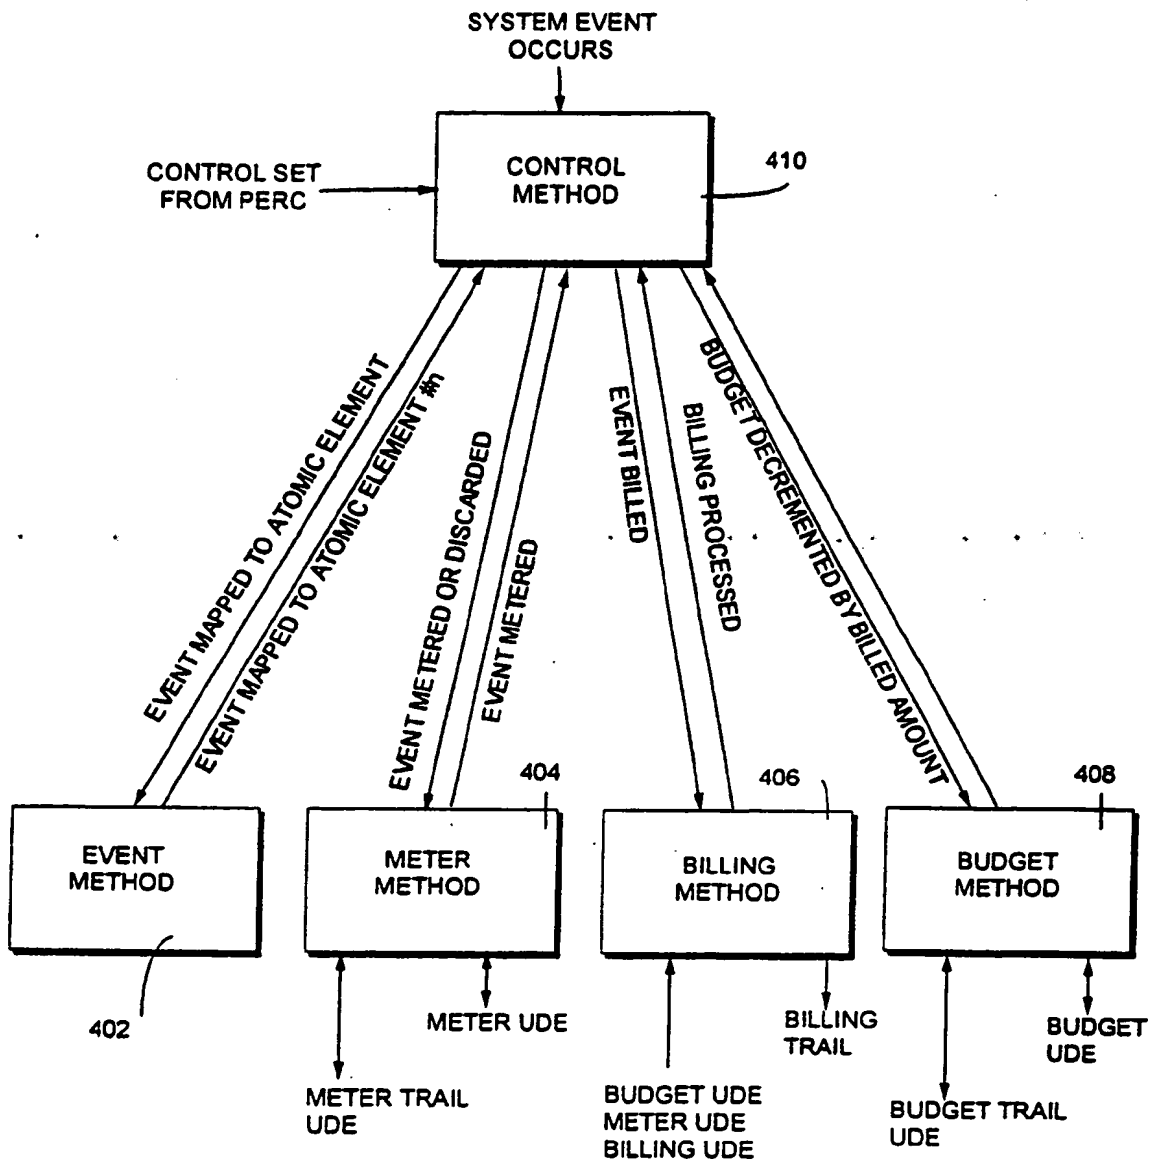 SYSTEM EVENT
OCCURS
CONTROL SET
FROM PERC
CONTROL
METHOD
410
EVENT MAPPED TO ATOMIC ELEMENT
EVENT MAPPED TO ATOMIC ELEMENT #n
EVENT METERED OR DISCARDED
EVENT METERED
EVENT BILLED
BILLING PROCESSED
BUDGET DECREMENTED BY BILLED AMOUNT
404
406
408
EVENT
METHOD
METER
METHOD
BILLING
METHOD
BUDGET
METHOD
402
METER UDE
BILLING
TRAIL
BUDGET
UDE
METER TRAIL
UDE
BUDGET UDE
METER UDE
BILLING UDE
BUDGET TRAIL
UDE